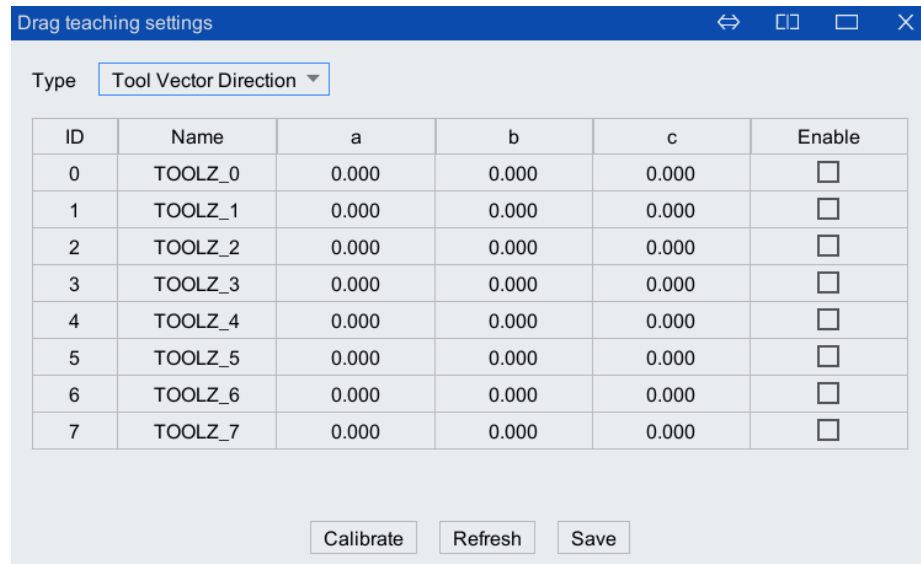 Drag teaching settings
Type Tool Vector Direction
ID Name a b c Enable
0 TOOLZ_0 0.000 0.000 0.000
1 TOOLZ_1 0.000 0.000 0.000
2 TOOLZ_2 0.000 0.000 0.000
3 TOOLZ_3 0.000 0.000 0.000
4 TOOLZ_4 0.000 0.000 0.000
5 TOOLZ_5 0.000 0.000 0.000
6 TOOLZ_6 0.000 0.000 0.000
7 TOOLZ_7 0.000 0.000 0.000
Calibrate Refresh Save